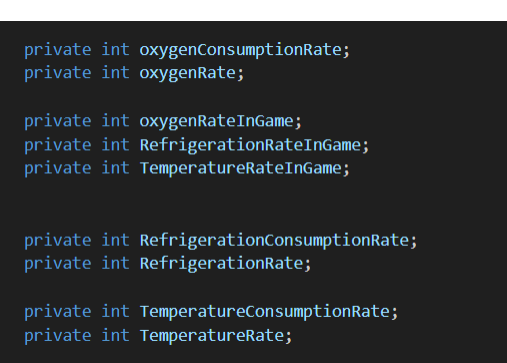 private int oxygenConsumptionRate;
private int oxygenRate;
private int oxygenRateInGame;
private int RefrigerationRateInGame;
private int TemperatureRateInGame;
private int RefrigerationConsumptionRate;
private int RefrigerationRate;
private int TemperatureConsumptionRate;
private int TemperatureRate;